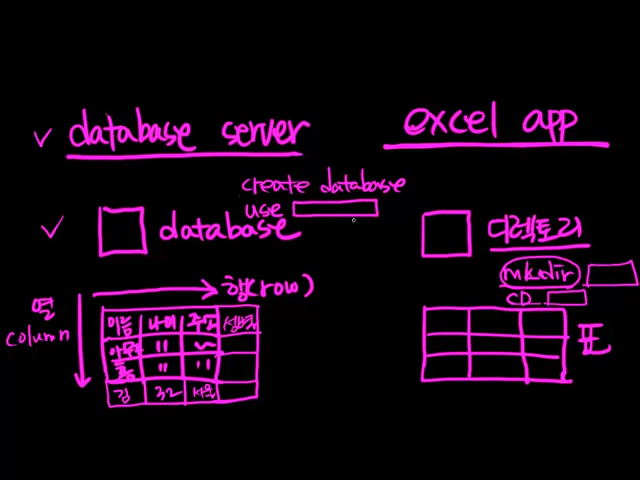 database server
excel app
create database
use
database
디렉토리
mkdir
CD
행(row)
열
column
이름 나이 주소 성별
김 32 서울
표